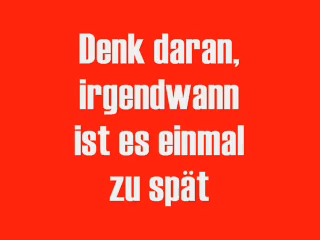 Denk daran,
irgendwann
ist es einmal
zu spät